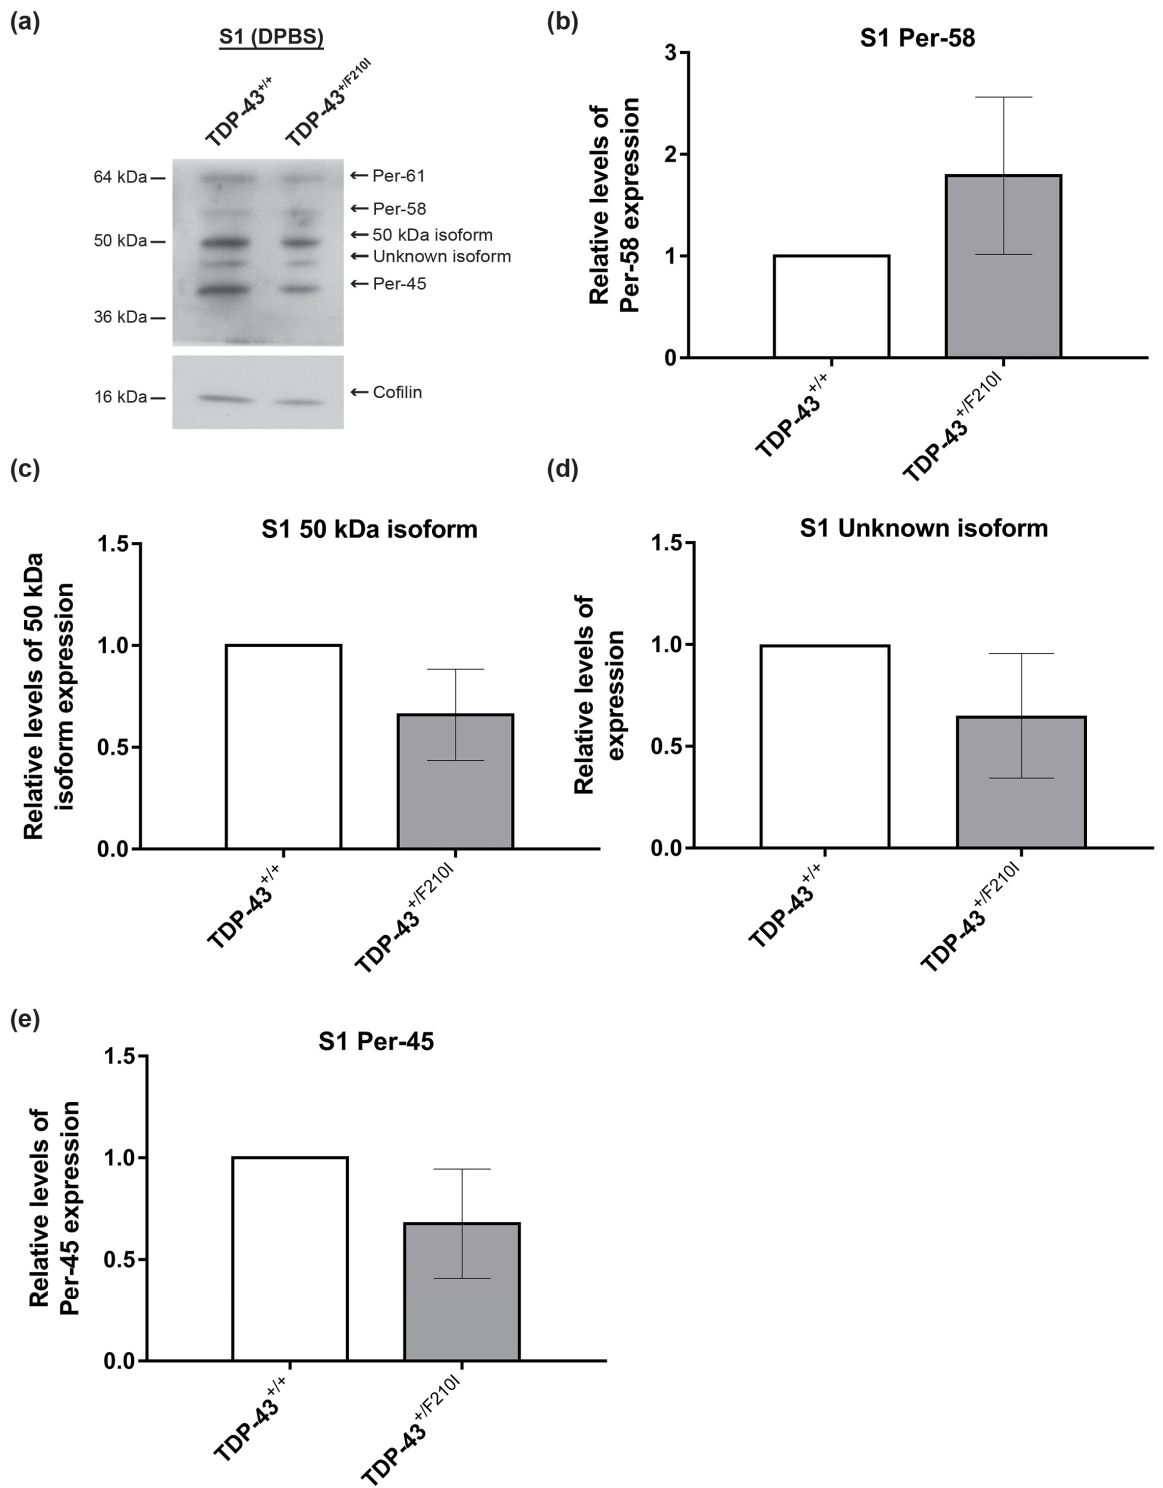 (a)
S1 (DPBS)
TDP-43+/+
TDP-43+/F210I
64 kDa
50 kDa
36 kDa
16 kDa
←Per-61
←Per-58
←50 kDa isoform
←Unknown isoform
←Per-45
←Cofilin
(b)
S1 Per-58
Relative levels of
Per-58 expression
3
2
1
0
TDP-43+/+
TDP-43+/F210I
(c)
S1 50 kDa isoform
Relative levels of 50 kDa
isoform expression
1.5
1.0
0.5
0.0
TDP-43+/+
TDP-43+/F210I
(d)
S1 Unknown isoform
Relative levels of
expression
1.5
1.0
0.5
0.0
TDP-43+/+
TDP-43+/F210I
(e)
S1 Per-45
Relative levels of
Per-45 expression
1.5
1.0
0.5
0.0
TDP-43+/+
TDP-43+/F210I